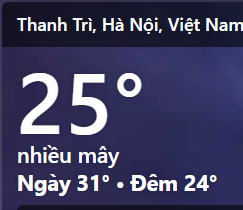 Thanh Trì, Hà Nội, Việt Nam
25°
nhiều mây
Ngày 31° • Đêm 24°